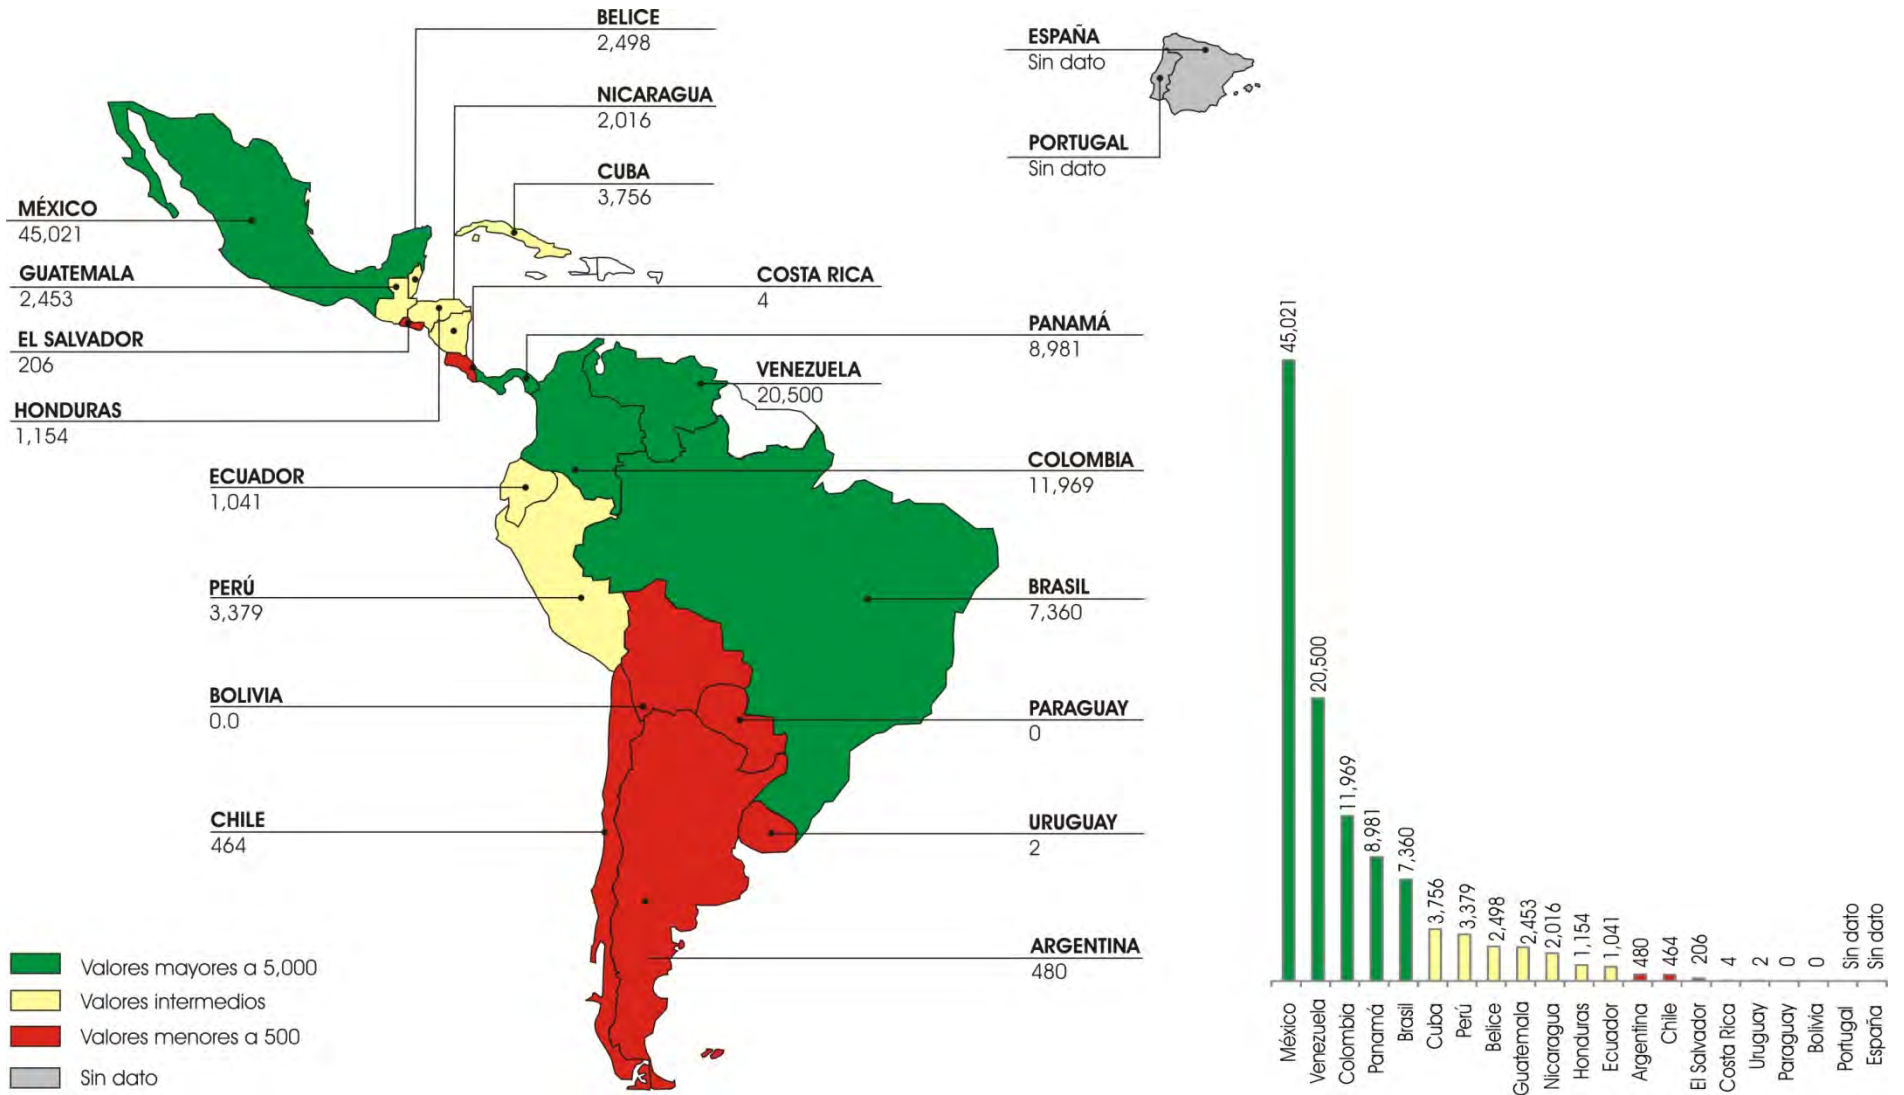 BELICE
2,498
NICARAGUA
2,016
CUBA
3,756
ESPAÑA
Sin dato
PORTUGAL
Sin dato
MÉXICO
45,021
GUATEMALA
2,453
EL SALVADOR
206
HONDURAS
1,154
COSTA RICA
4
PANAMÁ
8,981
VENEZUELA
20,500
COLOMBIA
11,969
ECUADOR
1,041
PERÚ
3,379
BRASIL
7,360
BOLIVIA
0.0
PARAGUAY
0
CHILE
464
URUGUAY
2
ARGENTINA
480
Valores mayores a 5,000
Valores intermedios
Valores menores a 500
Sin dato
45,021
20,500
11,969
8,981
7,360
3,756
3,379
2,498
2,453
2,016
1,154
1,041
480
464
206
4
2
0
0
Sin dato
Sin dato
México
Venezuela
Colombia
Panamá
Brasil
Cuba
Perú
Belice
Guatemala
Nicaragua
Honduras
Ecuador
Argentina
Chile
El Salvador
Costa Rica
Uruguay
Paraguay
Bolivia
Portugal
España